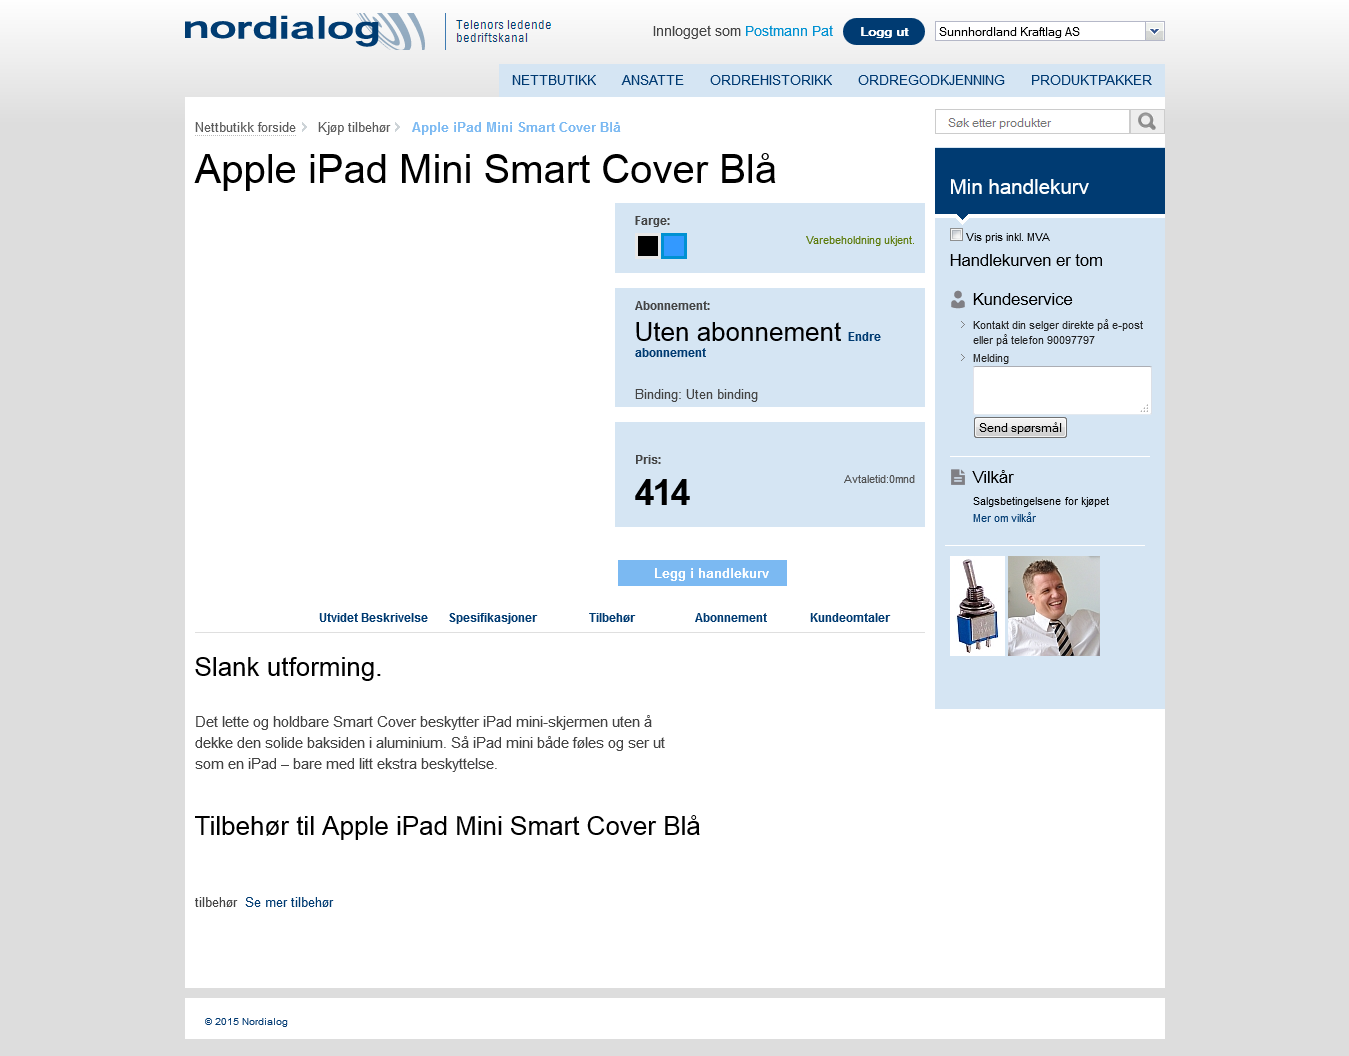 nordialog
Telenors ledende
bedriftskanal
Innlogget som Postmann Pat
Logg ut
Sunnhordland Kraftlag AS
NETTBUTIKK ANSATTE ORDREHISTORIKK ORDREGODKJENNING PRODUKTPAKKER
Nettbutikk forside Kjøp tilbehør Apple iPad Mini Smart Cover Blå
Søk etter produkter
Apple iPad Mini Smart Cover Blå
Farge:
Varebeholdning ukjent.
Abonnement:
Uten abonnement Endre
abonnement
Binding: Uten binding
Pris:
414
Avtaletid:0mnd
Legg i handlekurv
Min handlekurv
Vis pris inkl. MVA
Handlekurven er tom
Kundeservice
Kontakt din selger direkte på e-post
eller på telefon 90097797
Melding
Send spørsmål
Vilkår
Salgsbetingelsene for kjøpet
Mer om vilkår
Utvidet Beskrivelse Spesifikasjoner Tilbehør Abonnement Kundeomtaler
Slank utforming.
Det lette og holdbare Smart Cover beskytter iPad mini-skjermen uten å
dekke den solide baksiden i aluminium. Så iPad mini både føles og ser ut
som en iPad – bare med litt ekstra beskyttelse.
Tilbehør til Apple iPad Mini Smart Cover Blå
tilbehør Se mer tilbehør
© 2015 Nordialog